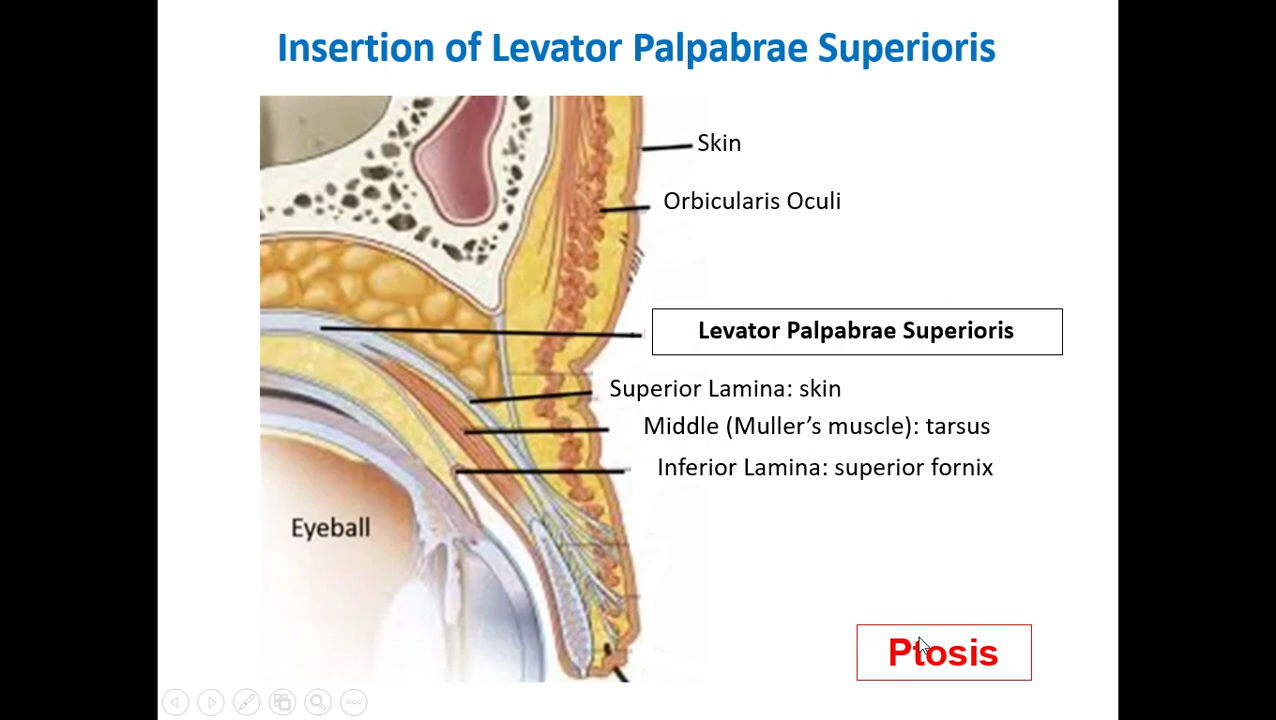 Insertion of Levator Palpabrae Superioris
Skin
Orbicularis Oculi
Levator Palpabrae Superioris
Superior Lamina: skin
Middle (Muller’s muscle): tarsus
Inferior Lamina: superior fornix
Eyeball
Ptosis